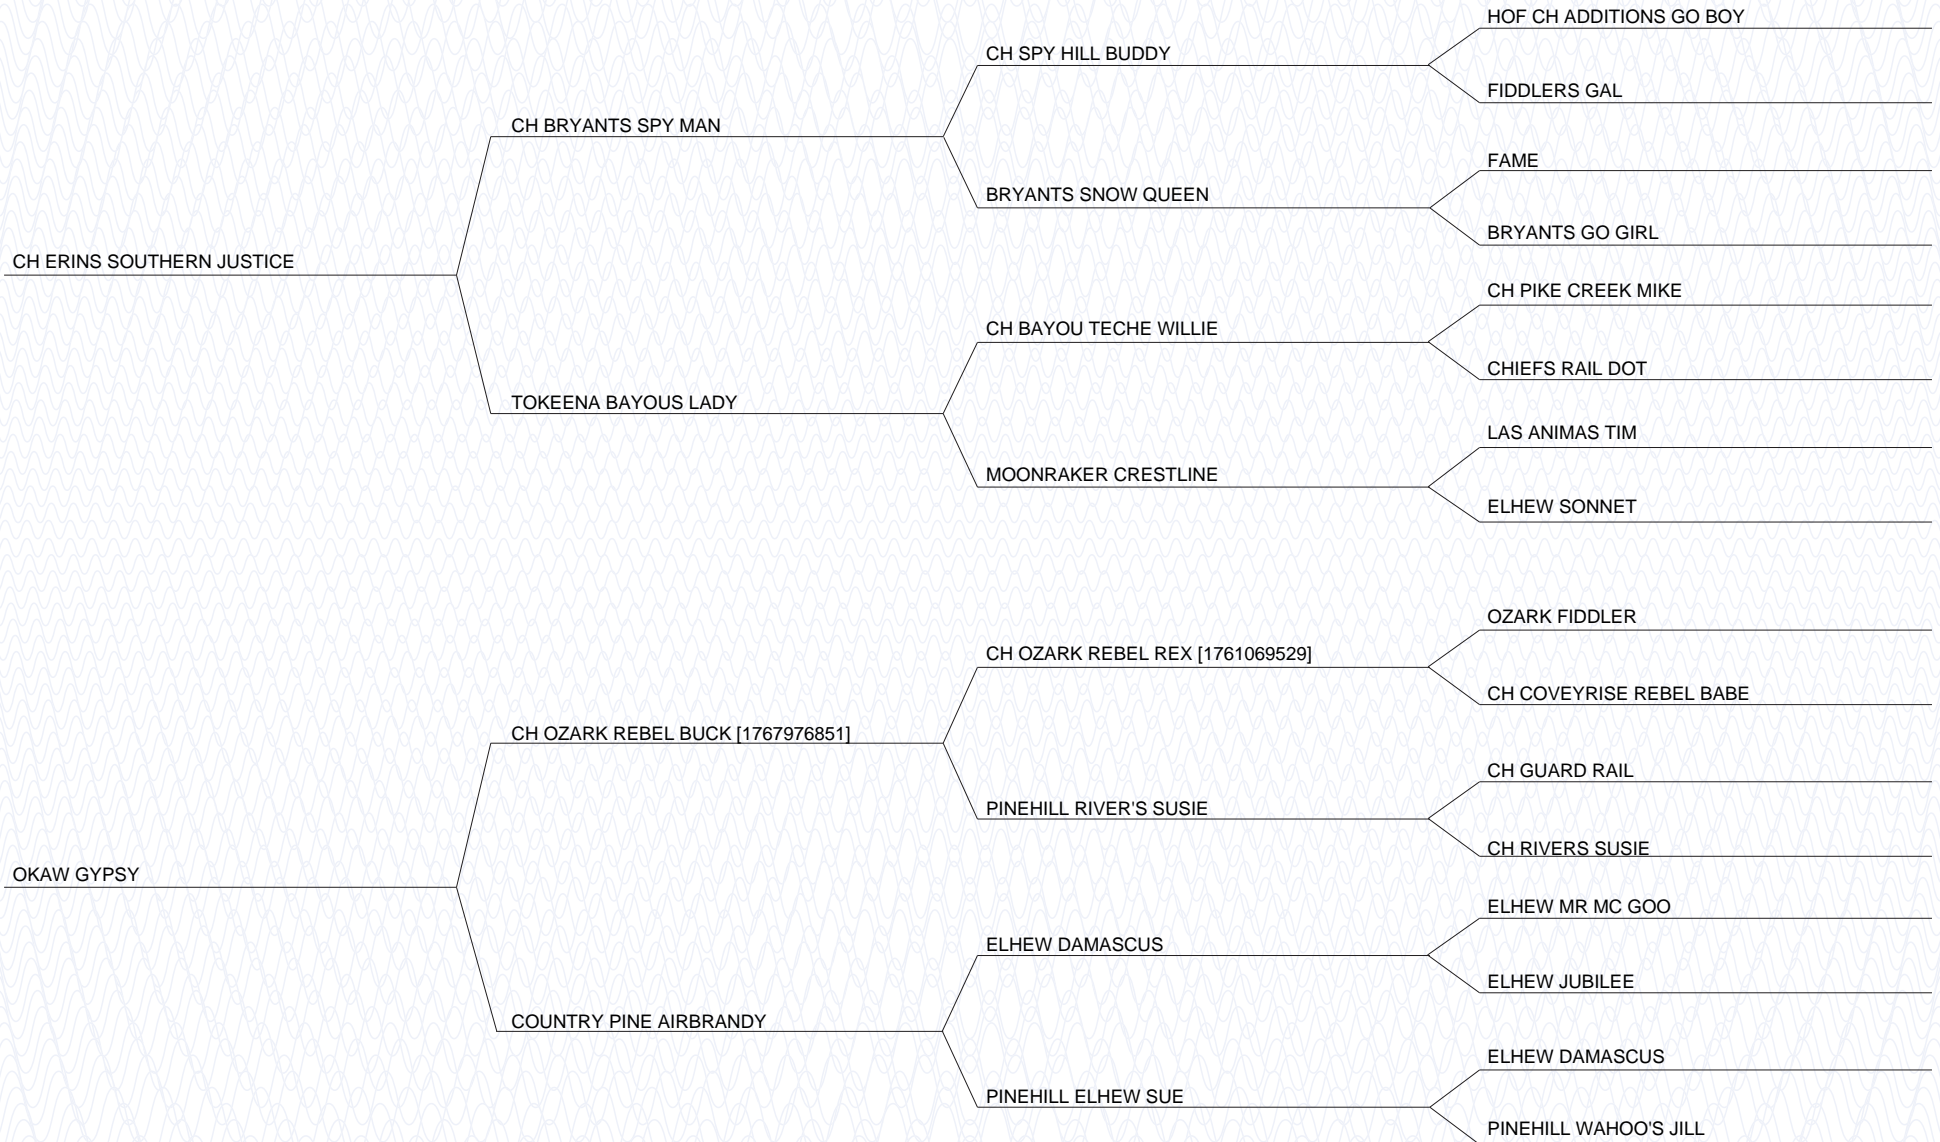 HOF CH ADDITIONS GO BOY
CH SPY HILL BUDDY
FIDDLERS GAL
CH BRYANTS SPY MAN
FAME
BRYANTS SNOW QUEEN
BRYANTS GO GIRL
CH ERINS SOUTHERN JUSTICE
CH PIKE CREEK MIKE
CH BAYOU TECHE WILLIE
CHIEFS RAIL DOT
TOKEENA BAYOUS LADY
LAS ANIMAS TIM
MOONRAKER CRESTLINE
ELHEW SONNET
OZARK FIDDLER
CH OZARK REBEL REX [1761069529]
CH COVEYRISE REBEL BABE
CH OZARK REBEL BUCK [1767976851]
CH GUARD RAIL
PINEHILL RIVER'S SUSIE
CH RIVERS SUSIE
OKAW GYPSY
ELHEW MR MC GOO
ELHEW DAMASCUS
ELHEW JUBILEE
COUNTRY PINE AIRBRANDY
ELHEW DAMASCUS
PINEHILL ELHEW SUE
PINEHILL WAHOO'S JILL